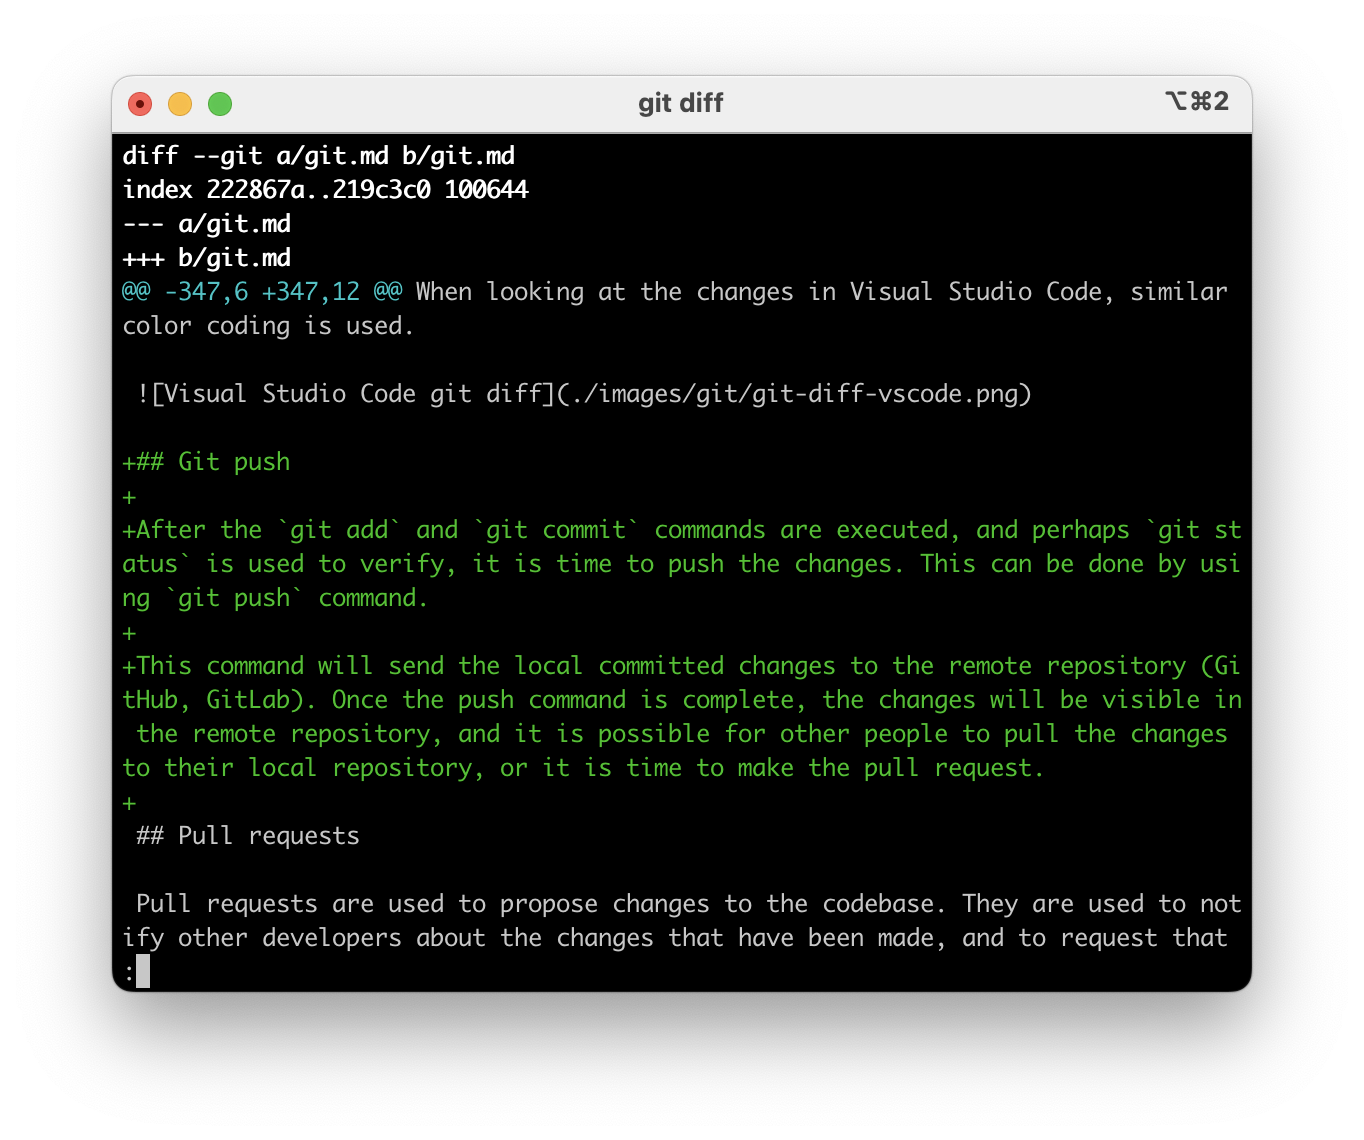 git diff
⌥⌘2
diff --git a/git.md b/git.md
index 222867a..219c3c0 100644
--- a/git.md
+++ b/git.md
@@ -347,6 +347,12 @@ When looking at the changes in Visual Studio Code, similar
color coding is used.
 ![Visual Studio Code git diff](./images/git/git-diff-vscode.png)
+## Git push
+
+After the `git add` and `git commit` commands are executed, and perhaps `git st
atus` is used to verify, it is time to push the changes. This can be done by usi
ng `git push` command.
+
+This command will send the local committed changes to the remote repository (Gi
tHub, GitLab). Once the push command is complete, the changes will be visible in
 the remote repository, and it is possible for other people to pull the changes
to their local repository, or it is time to make the pull request.
+
 ## Pull requests
 Pull requests are used to propose changes to the codebase. They are used to not
ify other developers about the changes that have been made, and to request that
: